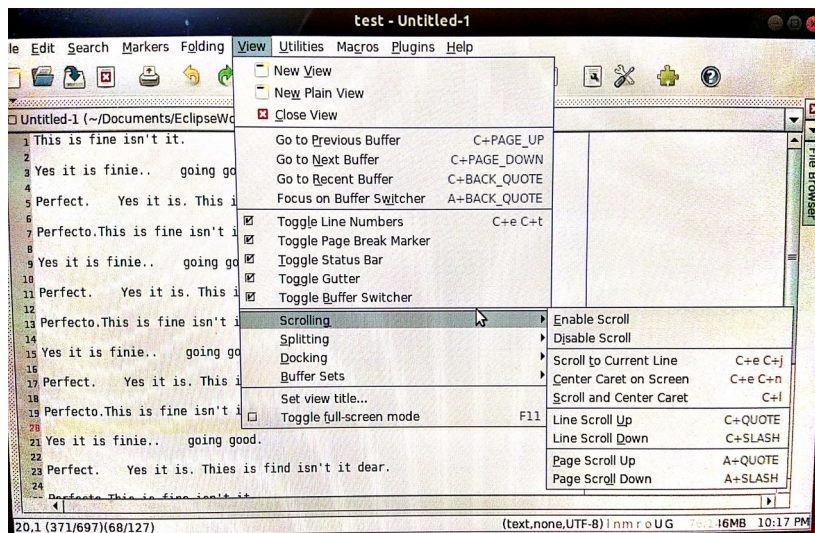 test - Untitled-1
le Edit Search Markers Folding View Utilities Macros Plugins Help
New View
New Plain View
Close View
Untitled-1 (~/Documents/EclipseWo
Go to Previous Buffer C+PAGE_UP
Go to Next Buffer C+PAGE_DOWN
Go to Recent Buffer C+BACK_QUOTE
Focus on Buffer Switcher A+BACK_QUOTE
Toggle Line Numbers C+e C+t
Toggle Page Break Marker
Toggle Status Bar
Toggle Gutter
Toggle Buffer Switcher
Scrolling
Splitting
Docking
Buffer Sets
Set view title...
Toggle full-screen mode F11
Enable Scroll
Disable Scroll
Scroll to Current Line C+e C+j
Center Caret on Screen C+e C+n
Scroll and Center Caret C+l
Line Scroll Up C+QUOTE
Line Scroll Down C+SLASH
Page Scroll Up A+QUOTE
Page Scroll Down A+SLASH
File Browser
1 This is fine isn't it.
2
3 Yes it is finie.. going go
4
5 Perfect. Yes it is. This i
6
7 Perfecto.This is fine isn't i
8
9 Yes it is finie.. going go
10
11 Perfect. Yes it is. This i
12
13 Perfecto.This is fine isn't i
14
15 Yes it is finie.. going go
16
17 Perfect. Yes it is. This i
18
19 Perfecto.This is fine isn't i
20
21 Yes it is finie.. going good.
22
23 Perfect. Yes it is. Thies is find isn't it dear.
24
Perfecto This is fine isn't it
20,1 (371/697)(68/127) (text,none,UTF-8) l n m r o U G 46MB 10:17 PM